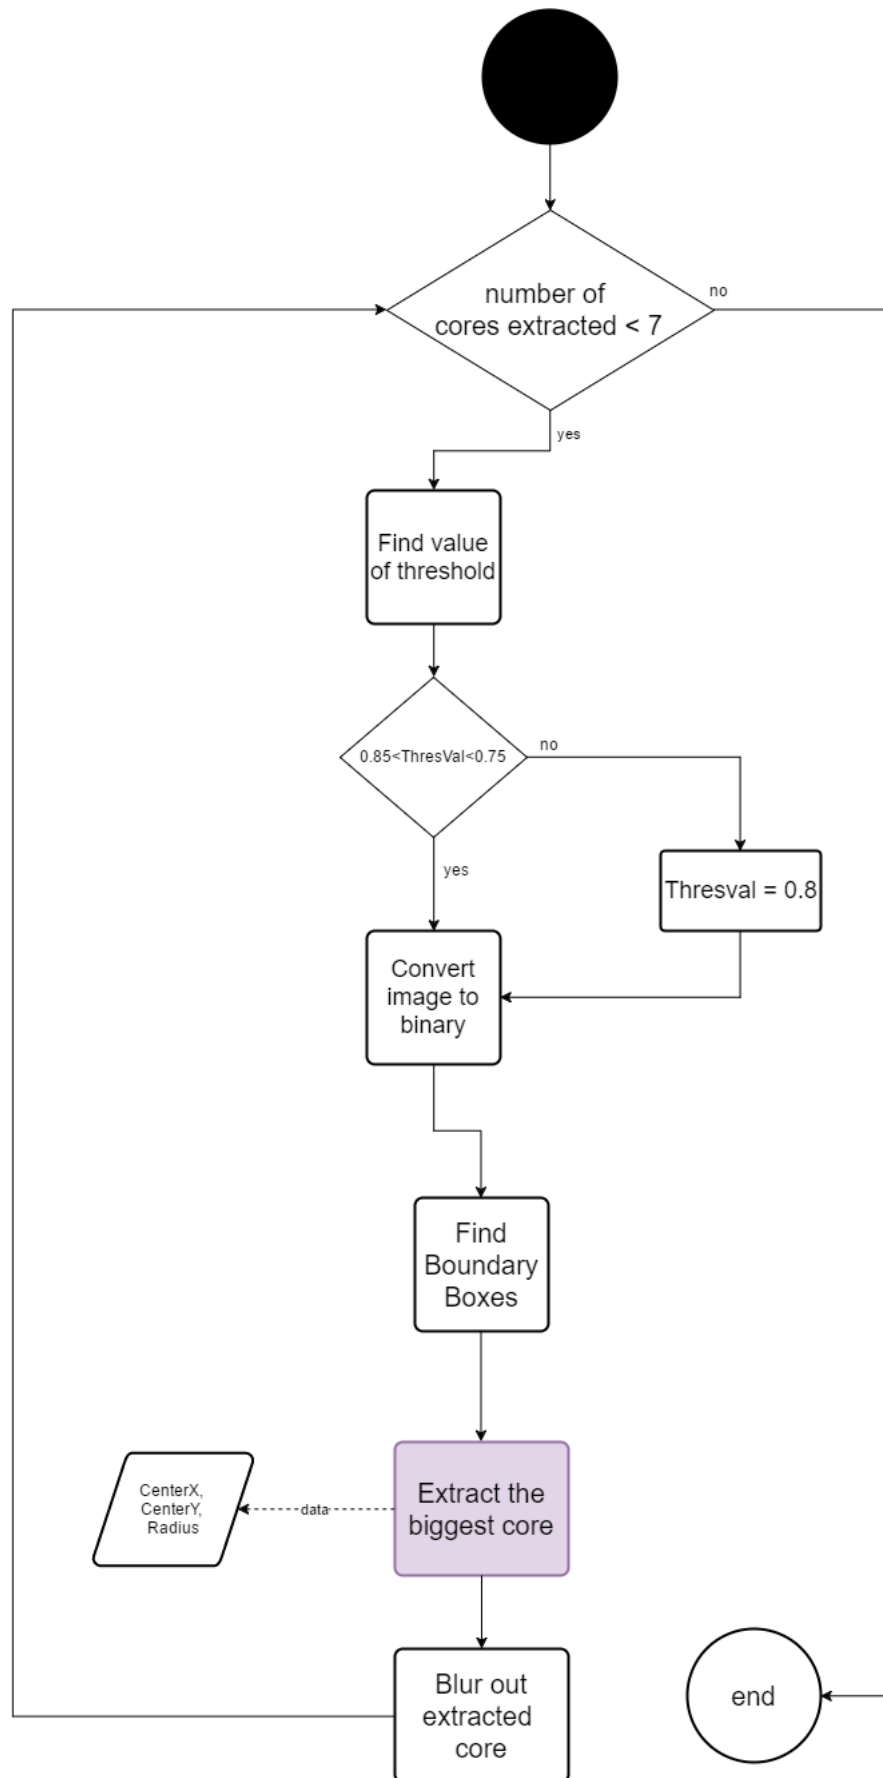 number of
cores extracted < 7
no
yes
Find value
of threshold
0.85<ThresVal<0.75
no
yes
Thresval = 0.8
Convert
image to
binary
Find
Boundary
Boxes
CenterX,
CenterY,
Radius
data
Extract the
biggest core
Blur out
extracted
core
end